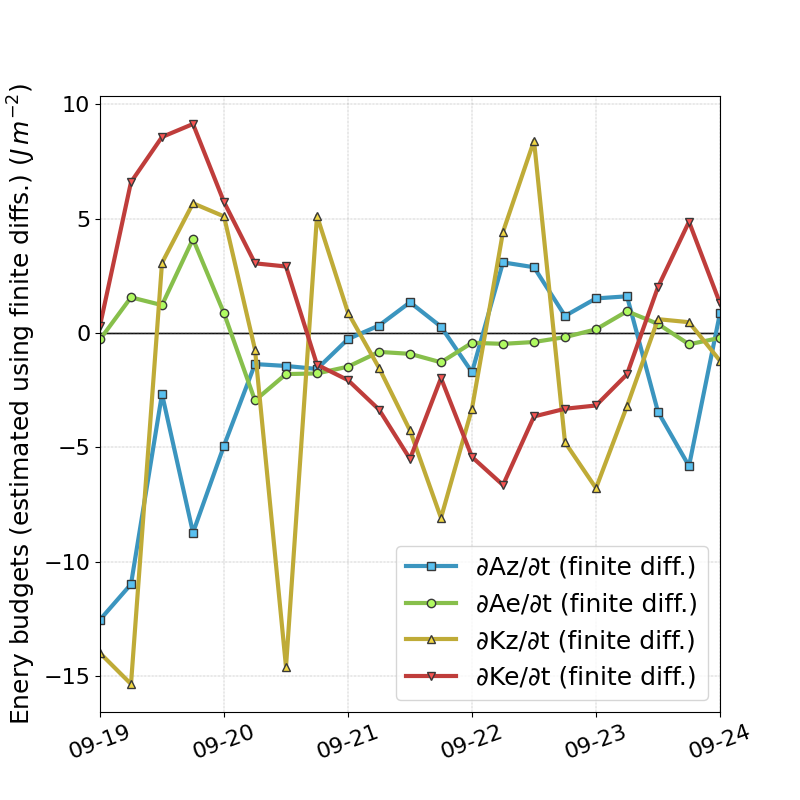 Enery budgets (estimated using finite diffs.) (J m⁻²)
10
5
0
−5
−10
−15
09-19
09-20
09-21
09-22
09-23
09-24
∂Az/∂t (finite diff.)
∂Ae/∂t (finite diff.)
∂Kz/∂t (finite diff.)
∂Ke/∂t (finite diff.)